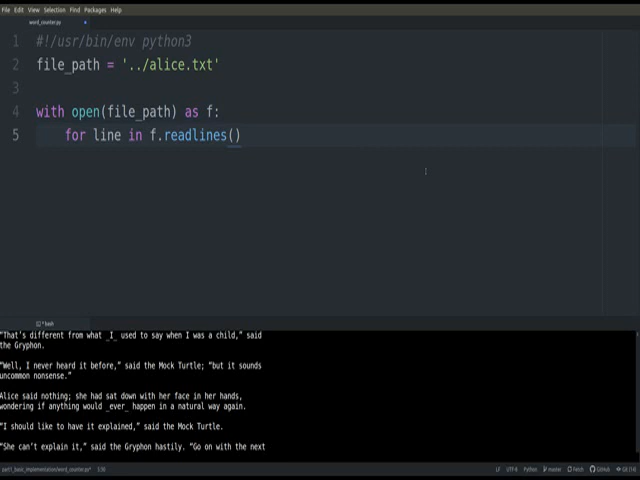 File Edit View Selection Find Packages Help
word_counter.py
1 #!/usr/bin/env python3
2 file_path = '../alice.txt'
3
4 with open(file_path) as f:
5     for line in f.readlines()
bash
“That’s different from what _I_ used to say when I was a child,” said
the Gryphon.
“Well, I never heard it before,” said the Mock Turtle; “but it sounds
uncommon nonsense.”
Alice said nothing; she had sat down with her face in her hands,
wondering if anything would _ever_ happen in a natural way again.
“I should like to have it explained,” said the Mock Turtle.
“She can’t explain it,” said the Gryphon hastily. “Go on with the next
part1_basic_implementation/word_counter.py* 5:30 LF UTF-8 Python master Fetch GitHub Git (14)